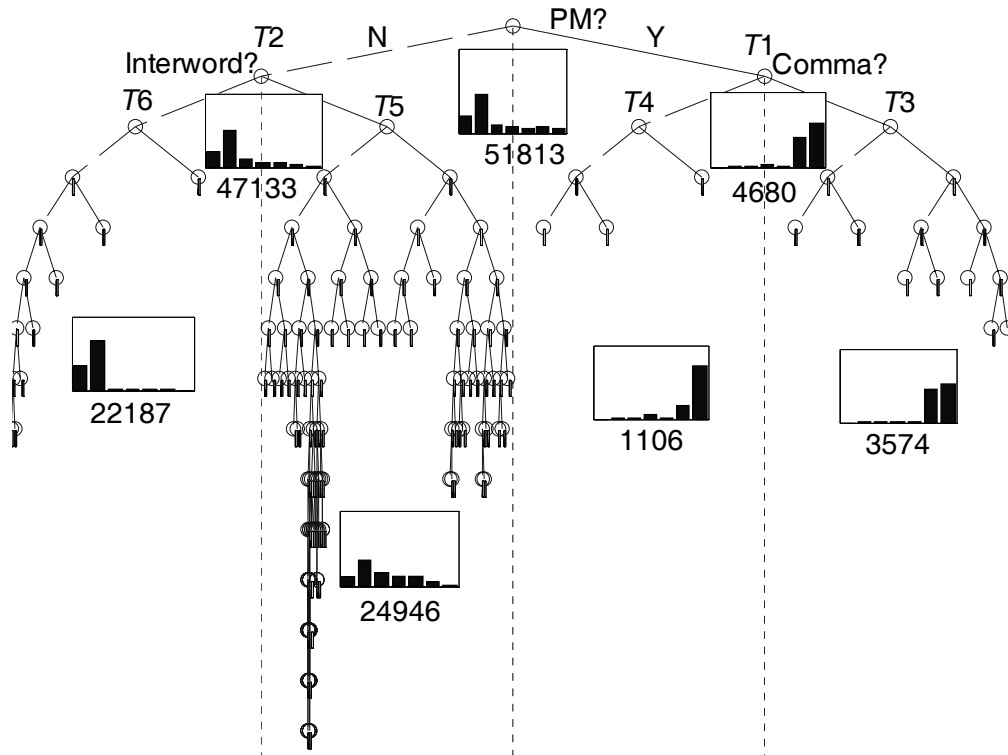 PM?
T2
N
Y
T1
Interword?
Comma?
T6
T5
T4
T3
51813
47133
4680
22187
1106
3574
24946